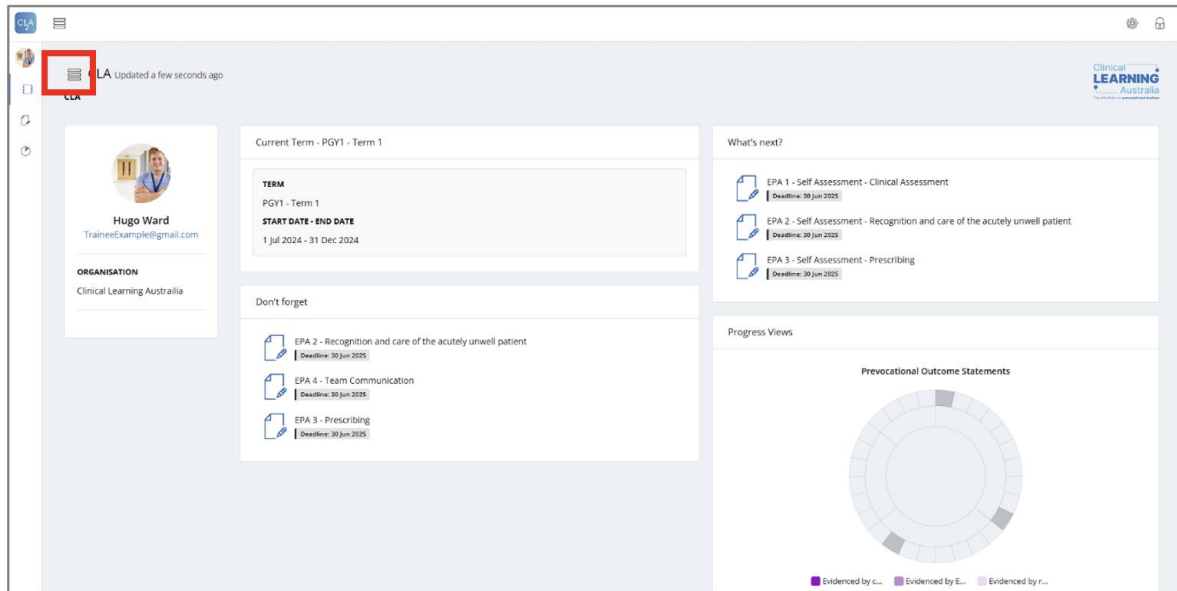 CLA
CLA Updated a few seconds ago
CLA
Clinical
LEARNING
Australia
Hugo Ward
TraineeExample@gmail.com
ORGANISATION
Clinical Learning Austrailia
Current Term - PGY1 - Term 1
TERM
PGY1 - Term 1
START DATE - END DATE
1 Jul 2024 - 31 Dec 2024
Don't forget
EPA 2 - Recognition and care of the acutely unwell patient
Deadline: 30 Jun 2025
EPA 4 - Team Communication
Deadline: 30 Jun 2025
EPA 3 - Prescribing
Deadline: 30 Jun 2025
What's next?
EPA 1 - Self Assessment - Clinical Assessment
Deadline: 30 Jun 2025
EPA 2 - Self Assessment - Recognition and care of the acutely unwell patient
Deadline: 30 Jun 2025
EPA 3 - Self Assessment - Prescribing
Deadline: 30 Jun 2025
Progress Views
Prevocational Outcome Statements
Evidenced by c... Evidenced by E... Evidenced by r...